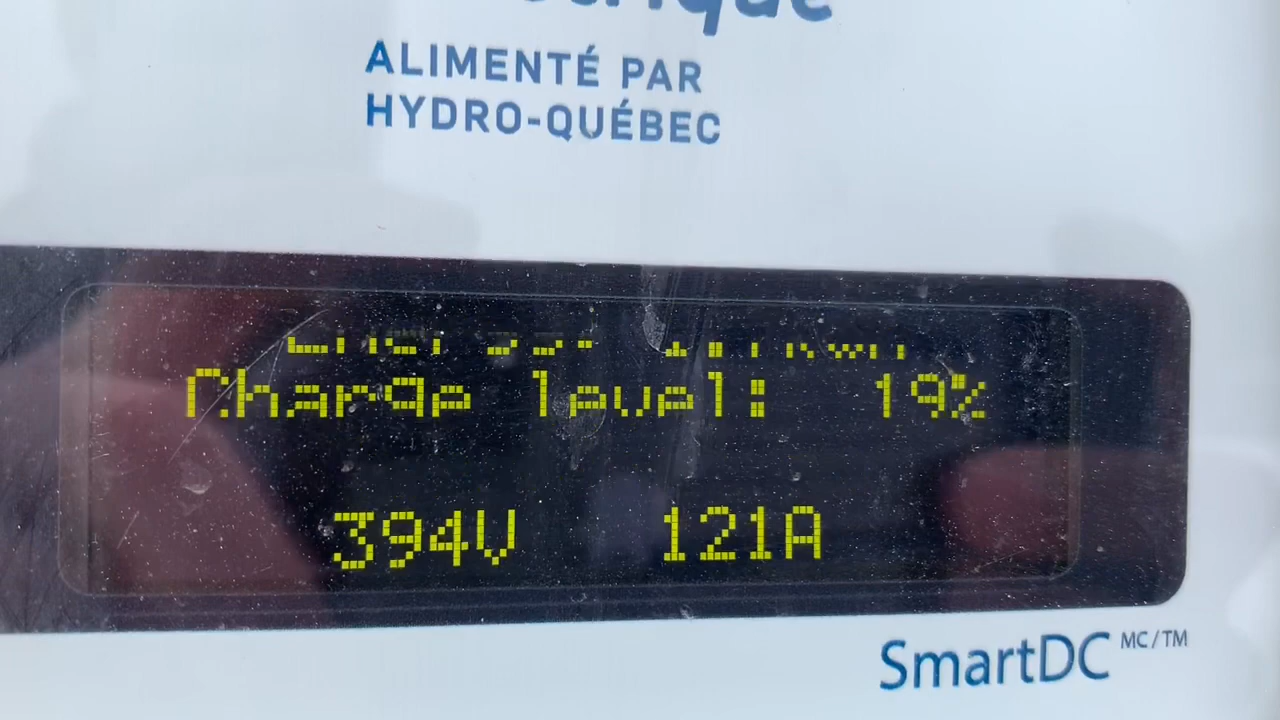 ALIMENTÉ PAR
HYDRO-QUÉBEC
Charge level: 19%
394V 121A
SmartDC MC/TM